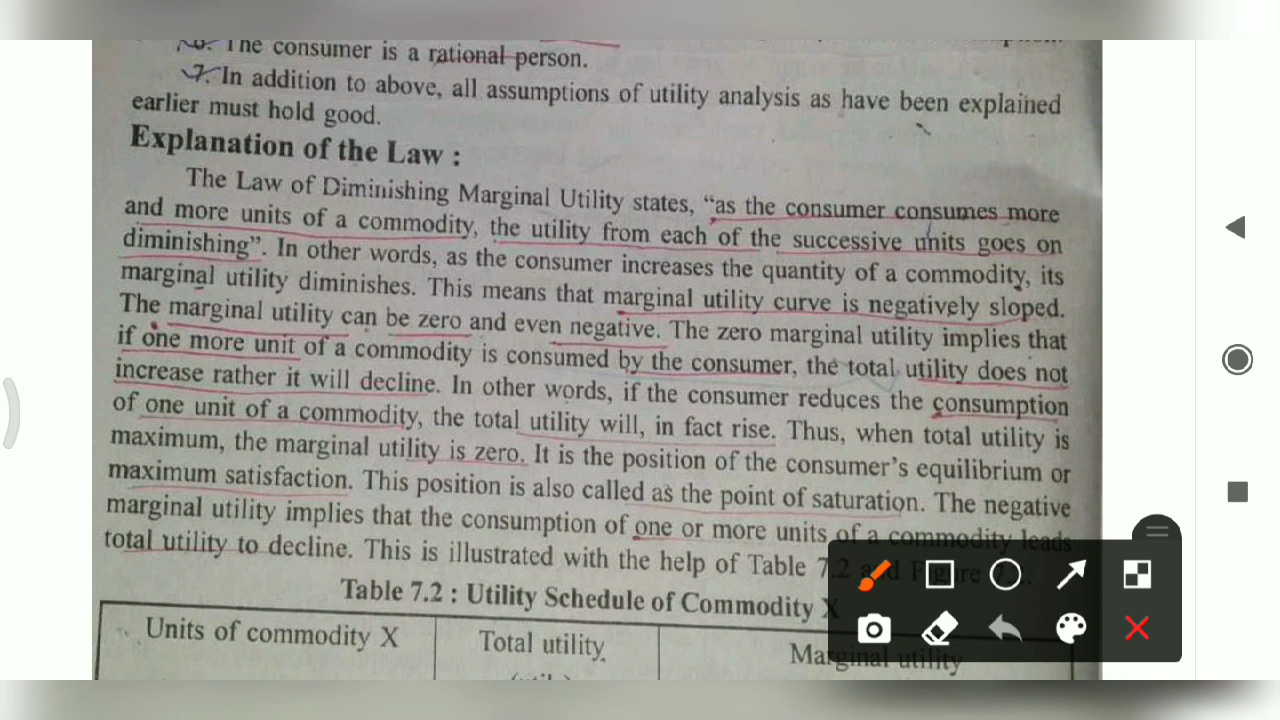 6. The consumer is a rational person.
7. In addition to above, all assumptions of utility analysis as have been explained
earlier must hold good.
Explanation of the Law :
The Law of Diminishing Marginal Utility states, “as the consumer consumes more
and more units of a commodity, the utility from each of the successive units goes on
diminishing”. In other words, as the consumer increases the quantity of a commodity, its
marginal utility diminishes. This means that marginal utility curve is negatively sloped.
The marginal utility can be zero and even negative. The zero marginal utility implies that
if one more unit of a commodity is consumed by the consumer, the total utility does not
increase rather it will decline. In other words, if the consumer reduces the consumption
of one unit of a commodity, the total utility will, in fact rise. Thus, when total utility is
maximum, the marginal utility is zero. It is the position of the consumer’s equilibrium or
maximum satisfaction. This position is also called as the point of saturation. The negative
marginal utility implies that the consumption of one or more units of a commodity leads
total utility to decline. This is illustrated with the help of Table 7.2 and Figure
Table 7.2 : Utility Schedule of Commodity X
Units of commodity X Total utility Marginal utility